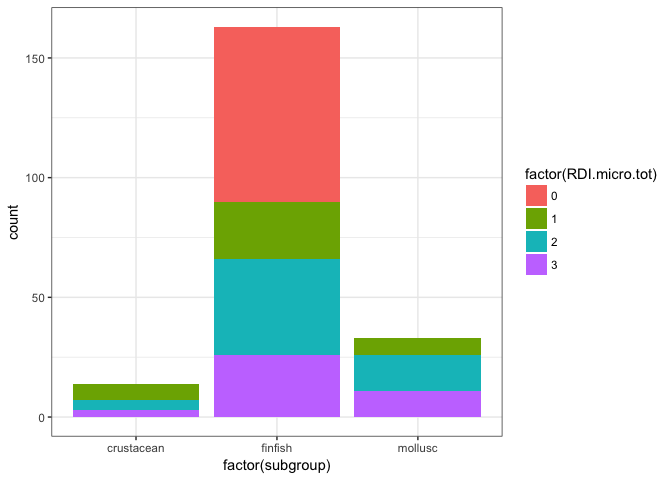 150
100
50
0
count
crustacean
finfish
mollusc
factor(subgroup)
factor(RDI.micro.tot)
0
1
2
3